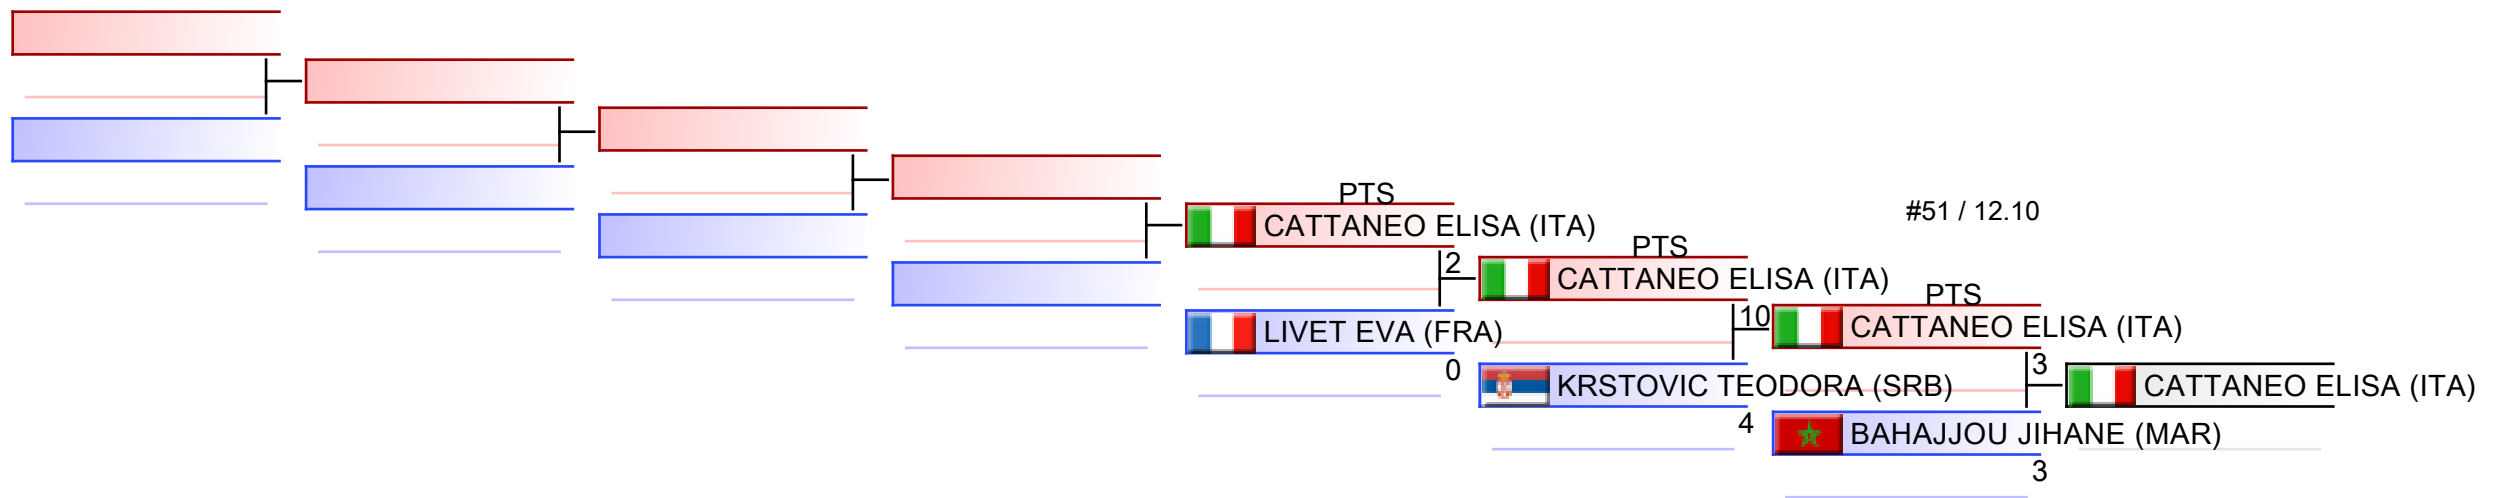 PTS
CATTANEO ELISA (ITA)
2
LIVET EVA (FRA)
0
PTS
CATTANEO ELISA (ITA)
10
KRSTOVIC TEODORA (SRB)
4
#51 / 12.10
PTS
CATTANEO ELISA (ITA)
3
BAHAJJOU JIHANE (MAR)
3
CATTANEO ELISA (ITA)